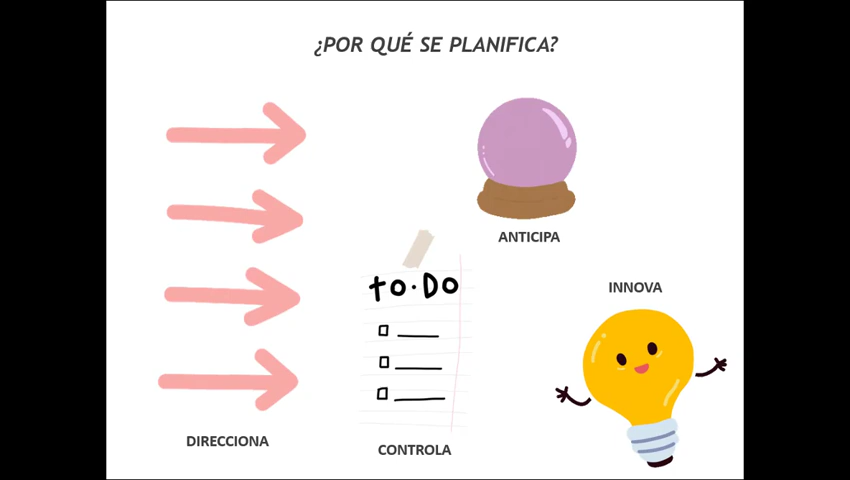 ¿POR QUÉ SE PLANIFICA?
ANTICIPA
to·Do
INNOVA
DIRECCIONA
CONTROLA